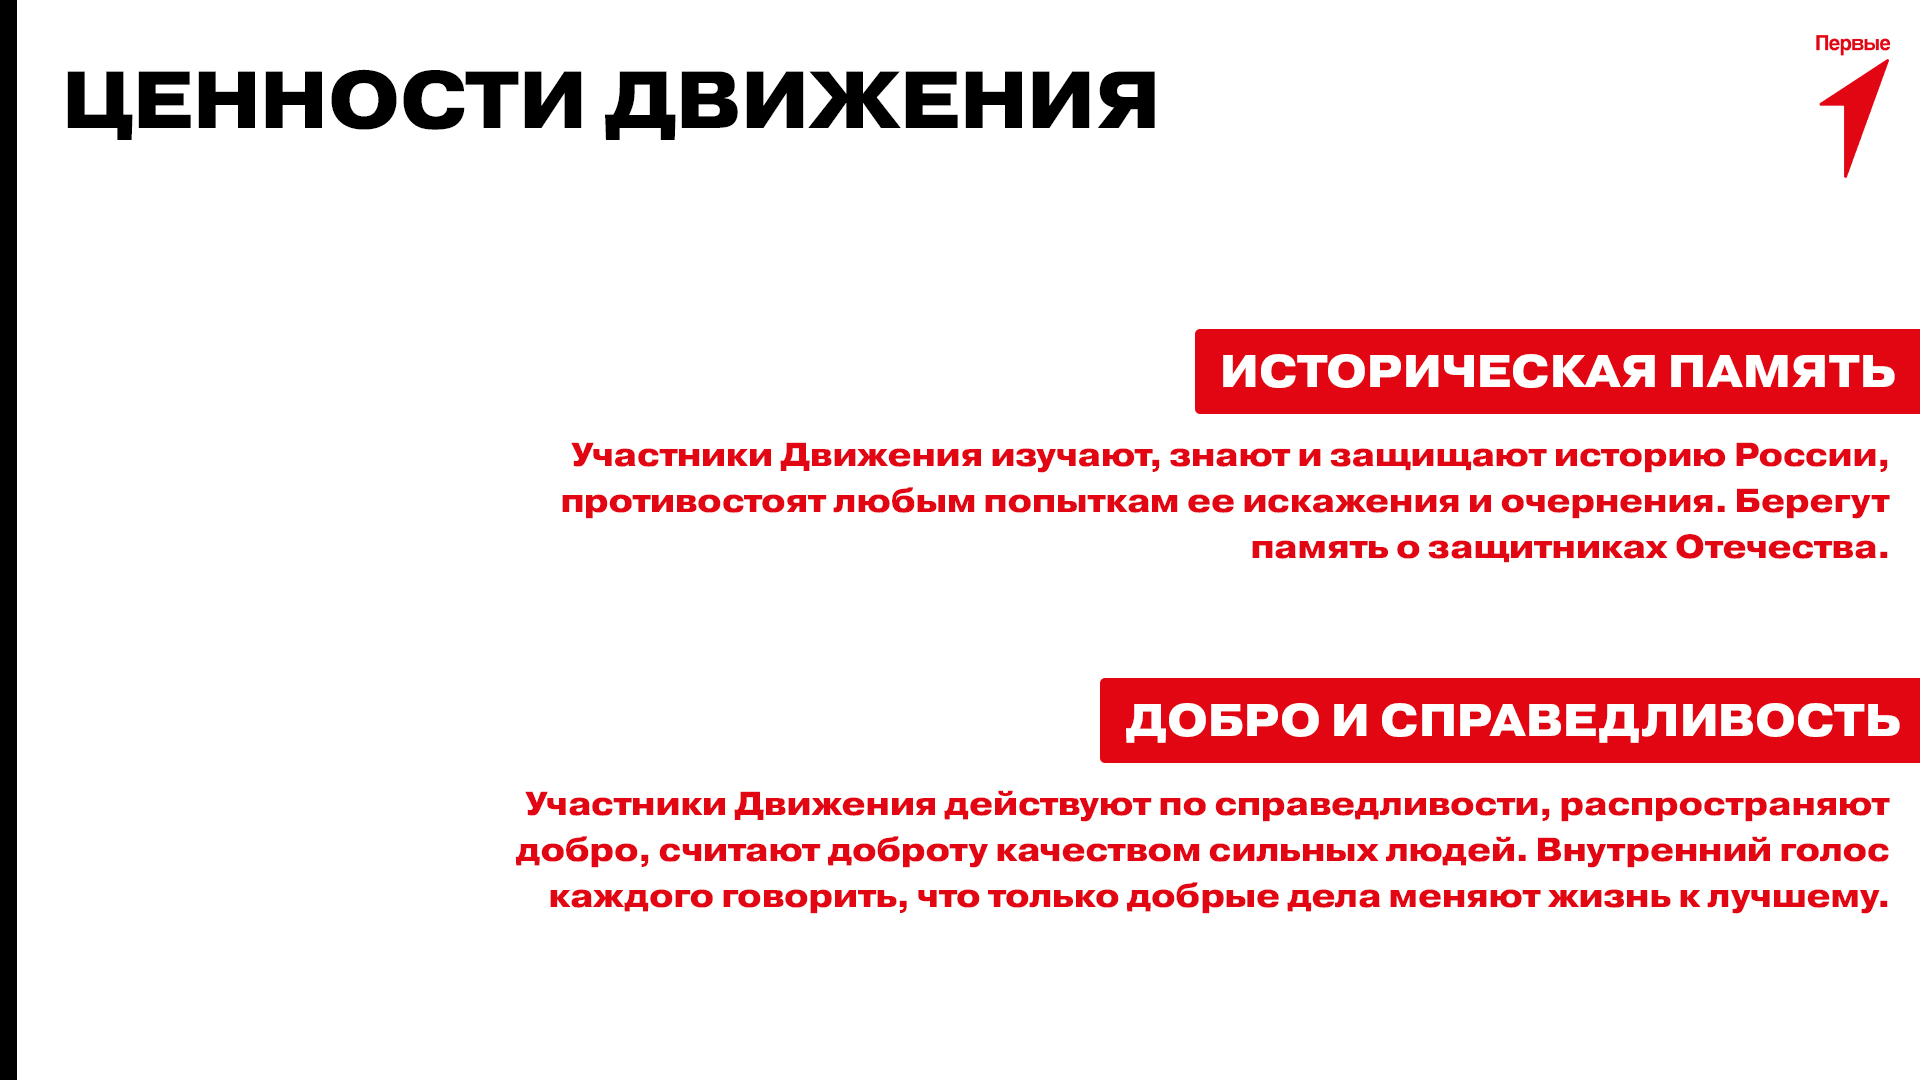 ЦЕННОСТИ ДВИЖЕНИЯ
Первые
ИСТОРИЧЕСКАЯ ПАМЯТЬ
Участники Движения изучают, знают и защищают историю России,
противостоят любым попыткам ее искажения и очернения. Берегут
память о защитниках Отечества.
ДОБРО И СПРАВЕДЛИВОСТЬ
Участники Движения действуют по справедливости, распространяют
добро, считают доброту качеством сильных людей. Внутренний голос
каждого говорить, что только добрые дела меняют жизнь к лучшему.